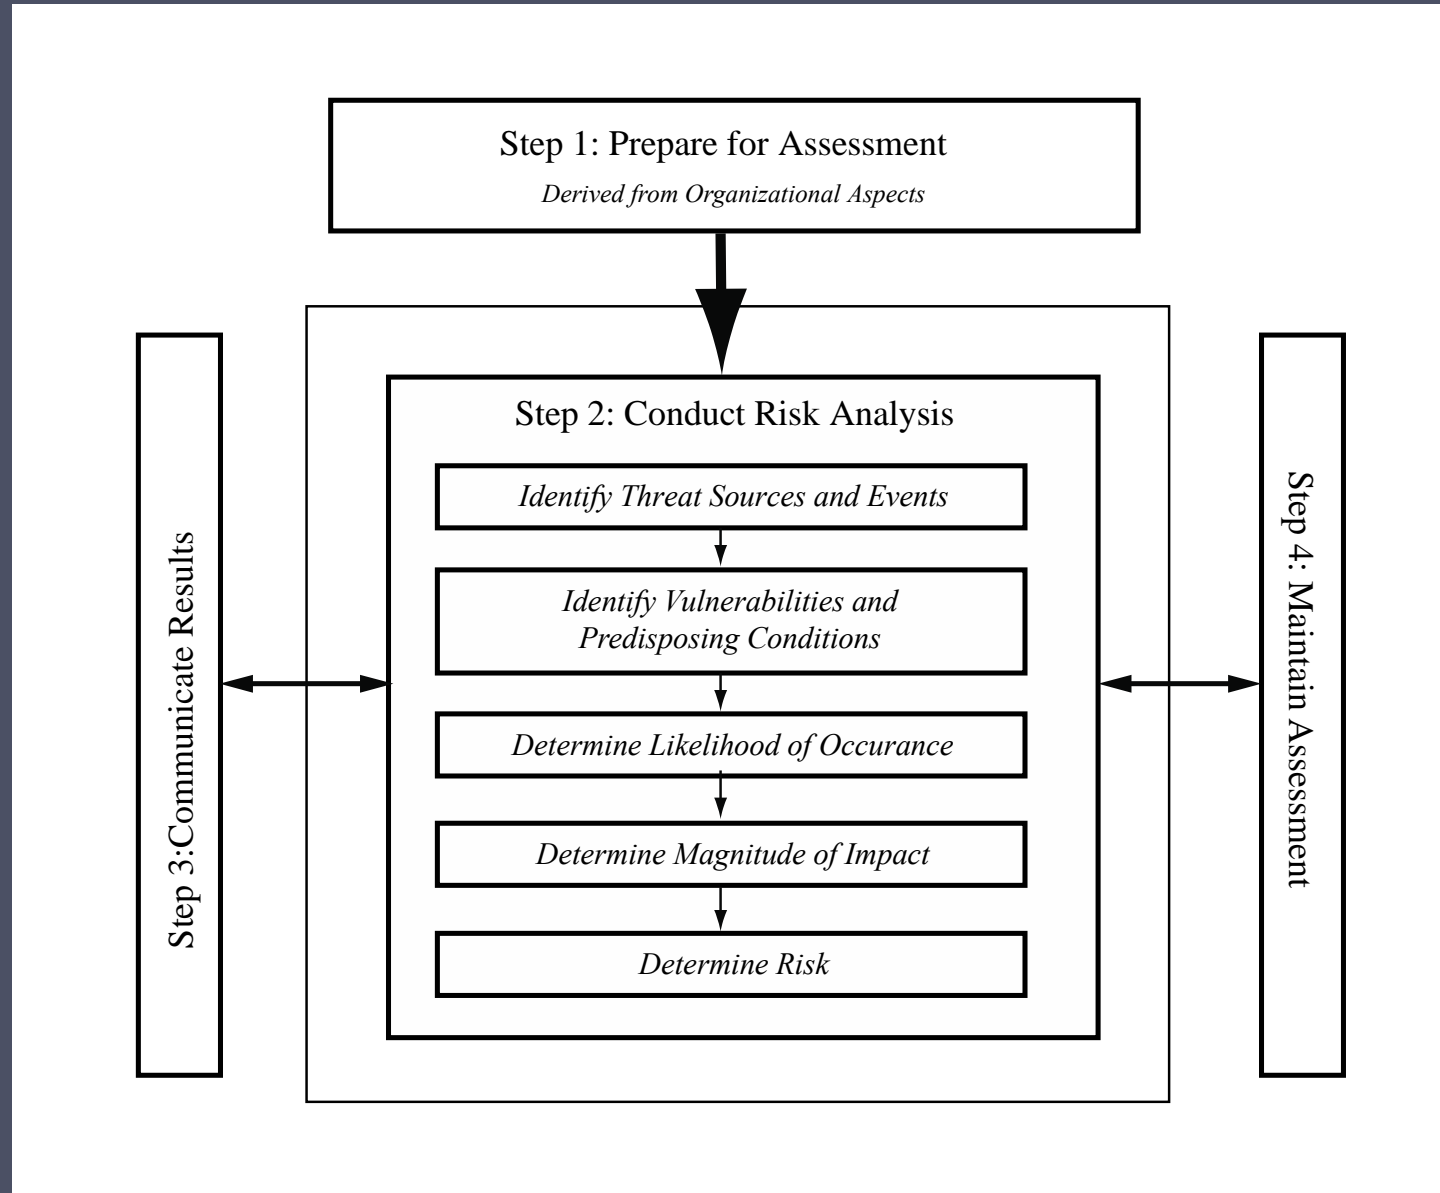 Step 1: Prepare for Assessment
Derived from Organizational Aspects
Step 2: Conduct Risk Analysis
Identify Threat Sources and Events
Identify Vulnerabilities and
Predisposing Conditions
Determine Likelihood of Occurance
Determine Magnitude of Impact
Determine Risk
Step 3:Communicate Results
Step 4: Maintain Assessment